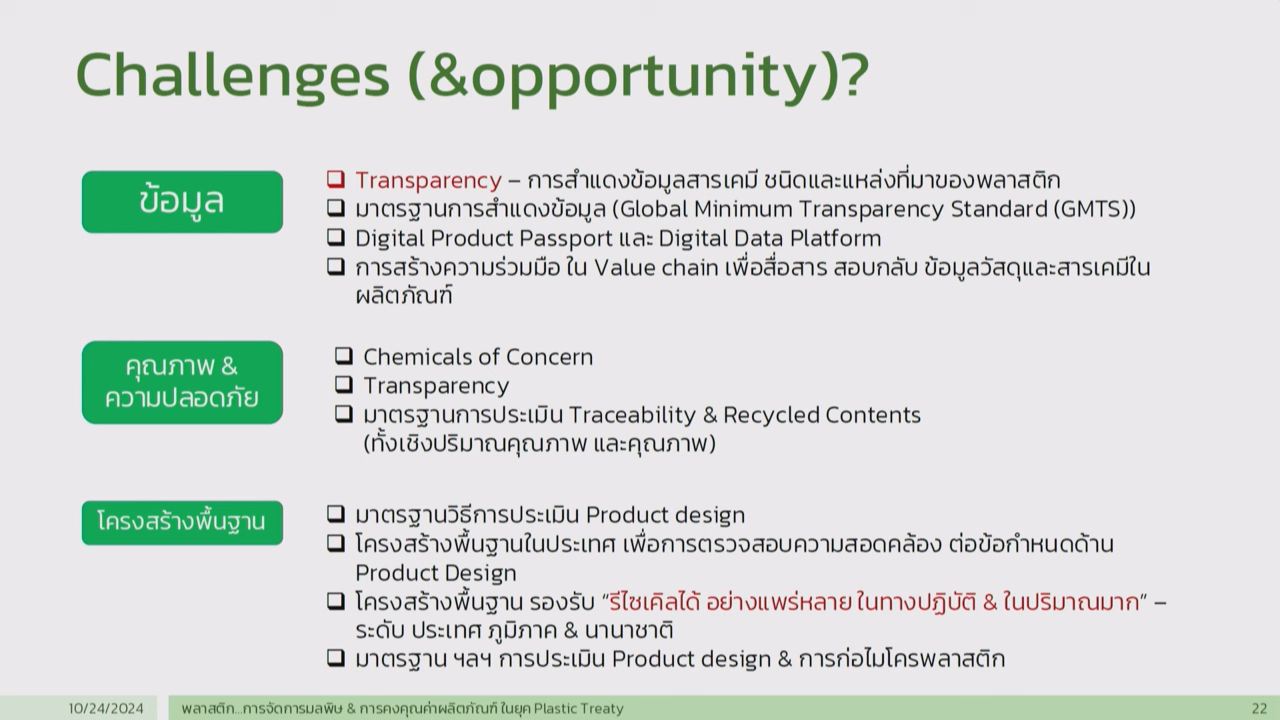 Challenges (&opportunity)?
ข้อมูล
❑ Transparency – การสำแดงข้อมูลสารเคมี ชนิดและแหล่งที่มาของพลาสติก
❑ มาตรฐานการสำแดงข้อมูล (Global Minimum Transparency Standard (GMTS))
❑ Digital Product Passport และ Digital Data Platform
❑ การสร้างความร่วมมือ ใน Value chain เพื่อสื่อสาร สอบกลับ ข้อมูลวัสดุและสารเคมีใน
ผลิตภัณฑ์
คุณภาพ &
ความปลอดภัย
❑ Chemicals of Concern
❑ Transparency
❑ มาตรฐานการประเมิน Traceability & Recycled Contents
(ทั้งเชิงปริมาณคุณภาพ และคุณภาพ)
โครงสร้างพื้นฐาน
❑ มาตรฐานวิธีการประเมิน Product design
❑ โครงสร้างพื้นฐานในประเทศ เพื่อการตรวจสอบความสอดคล้อง ต่อข้อกำหนดด้าน
Product Design
❑ โครงสร้างพื้นฐาน รองรับ “รีไซเคิลได้ อย่างแพร่หลาย ในทางปฏิบัติ & ในปริมาณมาก” –
ระดับ ประเทศ ภูมิภาค & นานาชาติ
❑ มาตรฐาน ฯลฯ การประเมิน Product design & การก่อไมโครพลาสติก
10/24/2024
พลาสติก...การจัดการมลพิษ & การคงคุณค่าผลิตภัณฑ์ ในยุค Plastic Treaty
22